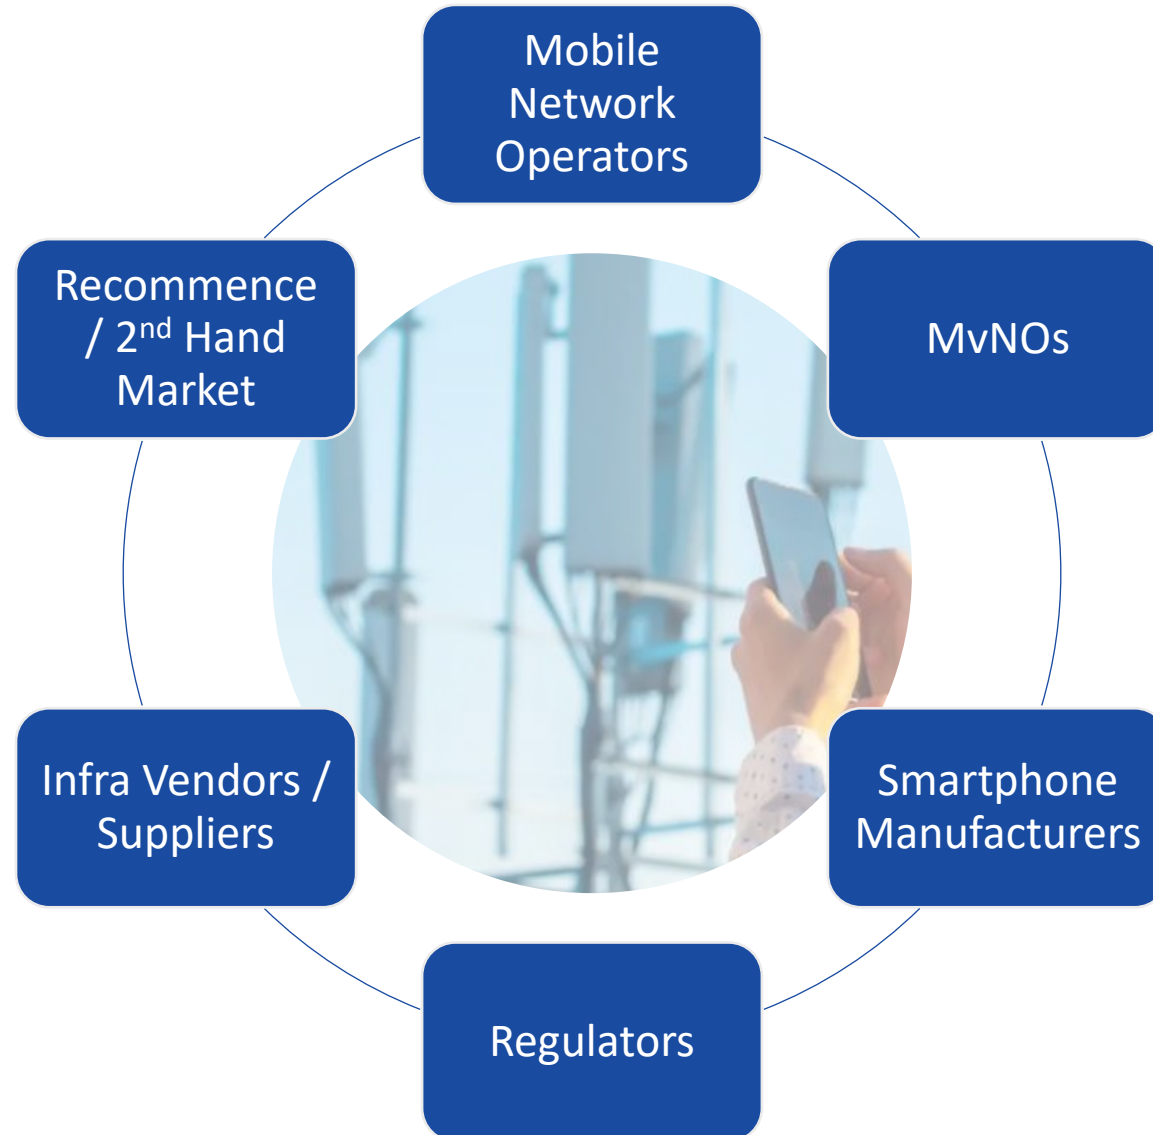 Mobile
Network
Operators
Recommence
/ 2nd Hand
Market
MvNOs
Infra Vendors /
Suppliers
Smartphone
Manufacturers
Regulators